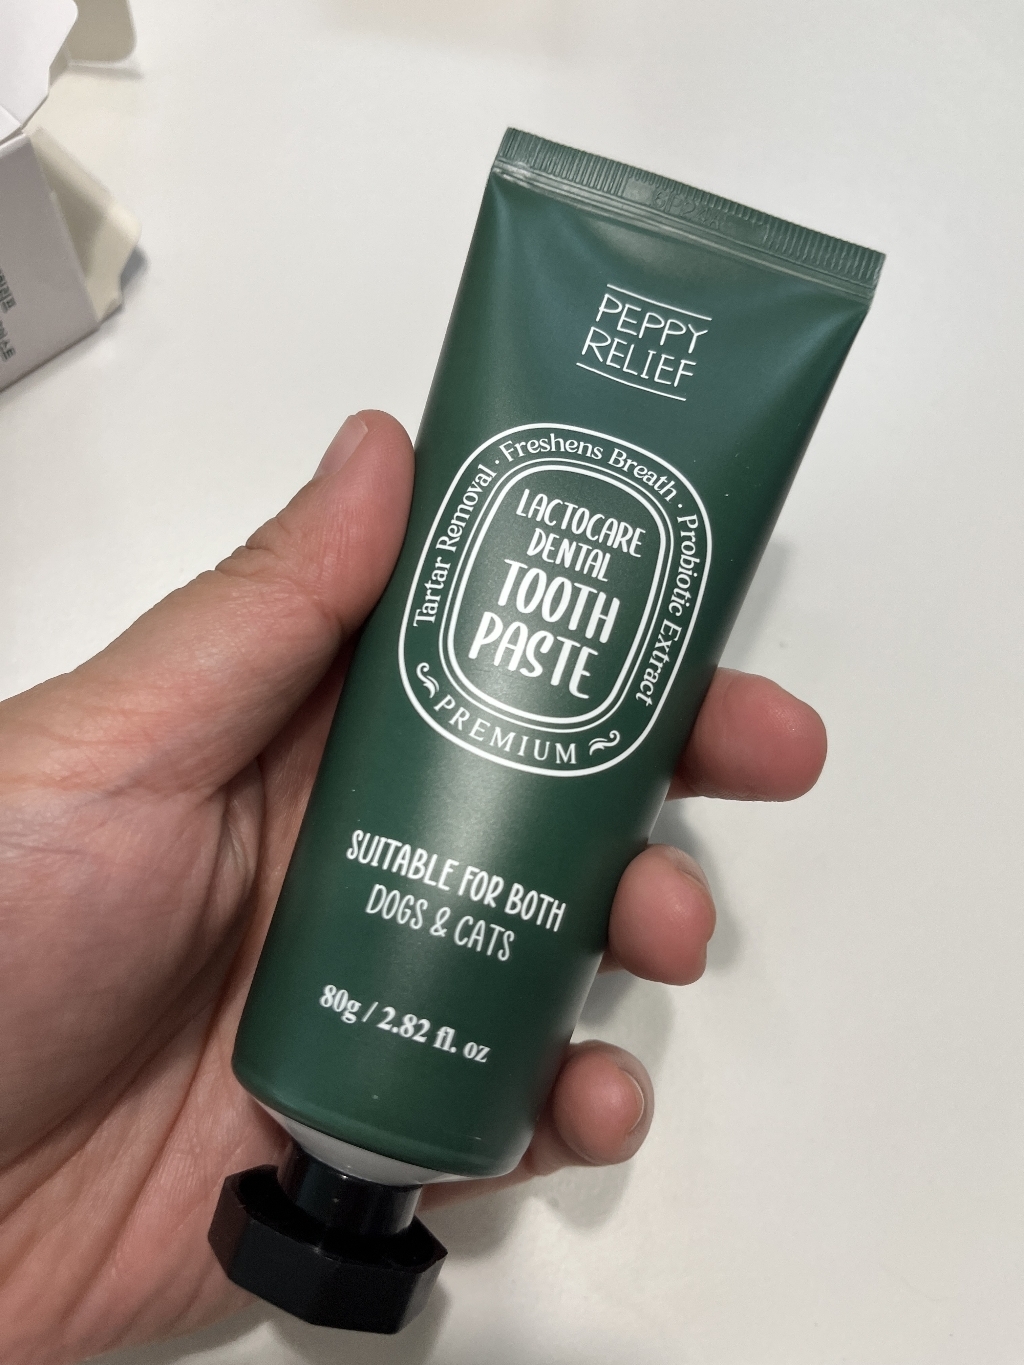 PEPPY
RELIEF
Tartar Removal · Freshens Breath · Probiotic Extract
LACTOCARE
DENTAL
TOOTH
PASTE
PREMIUM
SUITABLE FOR BOTH
DOGS & CATS
80g / 2.82 fl. oz